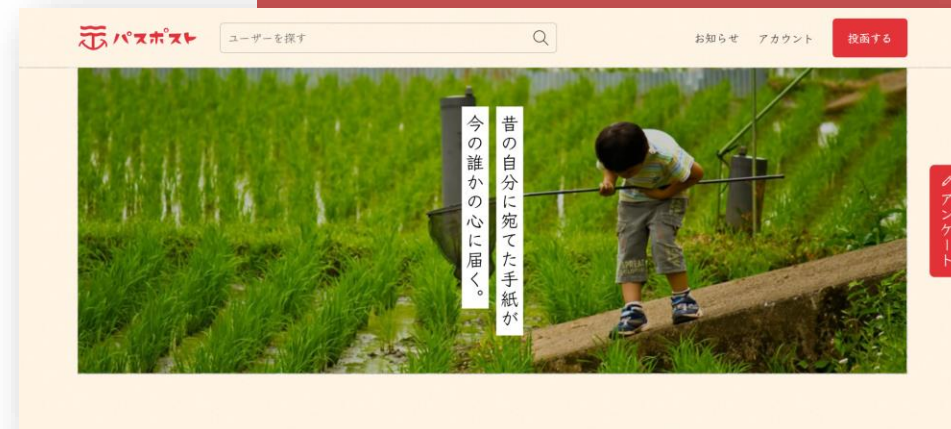 パスポスト
ユーザーを探す
お知らせ
アカウント
投函する
昔の自分に宛てた手紙が
今の誰かの心に届く。
アンケート